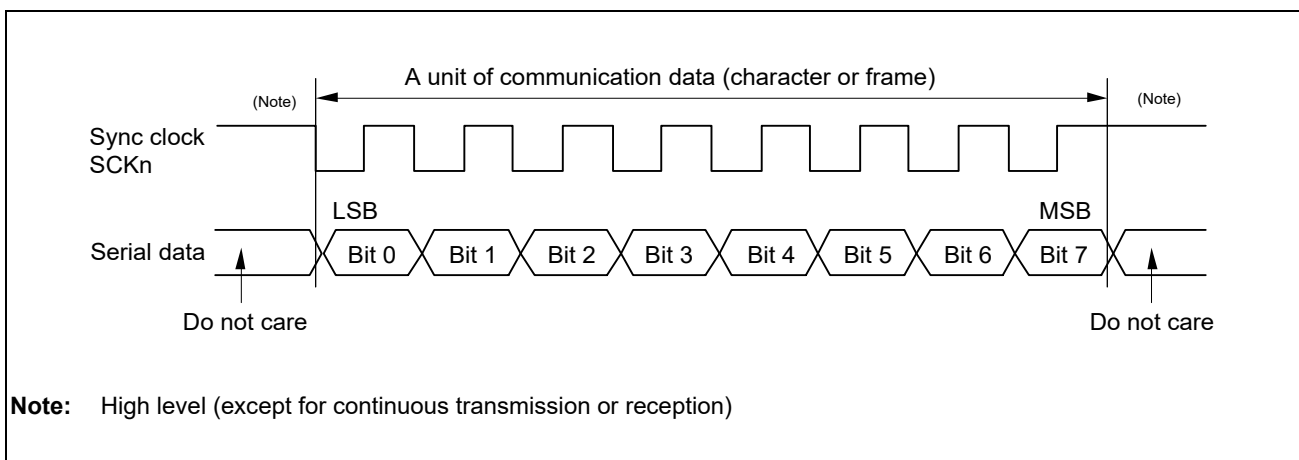 A unit of communication data (character or frame)
(Note)
(Note)
Sync clock
SCKn
LSB
MSB
Serial data
Bit 0
Bit 1
Bit 2
Bit 3
Bit 4
Bit 5
Bit 6
Bit 7
Do not care
Do not care
Note: High level (except for continuous transmission or reception)